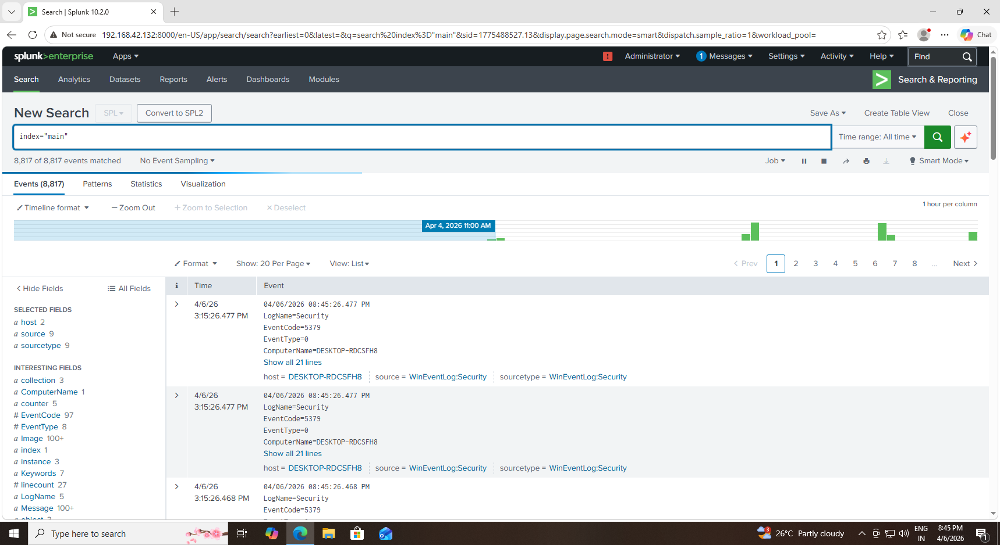 Search | Splunk 10.2.0
Not secure 192.168.42.132:8000/en-US/app/search/search?earliest=0&latest=&q=search%20index%3D"main"&sid=1775488527.13&display.page.search.mode=smart&dispatch.sample_ratio=1&workload_pool= Chat
splunk>enterprise Apps Administrator 1 Messages Settings Activity Help Find
Search Analytics Datasets Reports Alerts Dashboards Modules Search & Reporting
New Search SPL Convert to SPL2 Save As Create Table View Close
index="main" Time range: All time
8,817 of 8,817 events matched No Event Sampling Job Smart Mode
Events (8,817) Patterns Statistics Visualization
Timeline format — Zoom Out + Zoom to Selection × Deselect 1 hour per column
Apr 4, 2026 11:00 AM
Format Show: 20 Per Page View: List < Prev 1 2 3 4 5 6 7 8 ... Next >
< Hide Fields All Fields
SELECTED FIELDS
a host 2
a source 9
a sourcetype 9
INTERESTING FIELDS
a collection 3
a ComputerName 1
a counter 5
# EventCode 97
# EventType 8
a Image 100+
a index 1
a instance 3
a Keywords 7
# linecount 27
a LogName 5
a Message 100+
a object 3
i Time Event
4/6/26
3:15:26.477 PM
04/06/2026 08:45:26.477 PM
LogName=Security
EventCode=5379
EventType=0
ComputerName=DESKTOP-RDCSFH8
Show all 21 lines
host = DESKTOP-RDCSFH8 source = WinEventLog:Security sourcetype = WinEventLog:Security
4/6/26
3:15:26.477 PM
04/06/2026 08:45:26.477 PM
LogName=Security
EventCode=5379
EventType=0
ComputerName=DESKTOP-RDCSFH8
Show all 21 lines
host = DESKTOP-RDCSFH8 source = WinEventLog:Security sourcetype = WinEventLog:Security
4/6/26
3:15:26.468 PM
04/06/2026 08:45:26.468 PM
LogName=Security
EventCode=5379
Type here to search
3 26°C Partly cloudy
ENG
IN
8:45 PM
4/6/2026
1